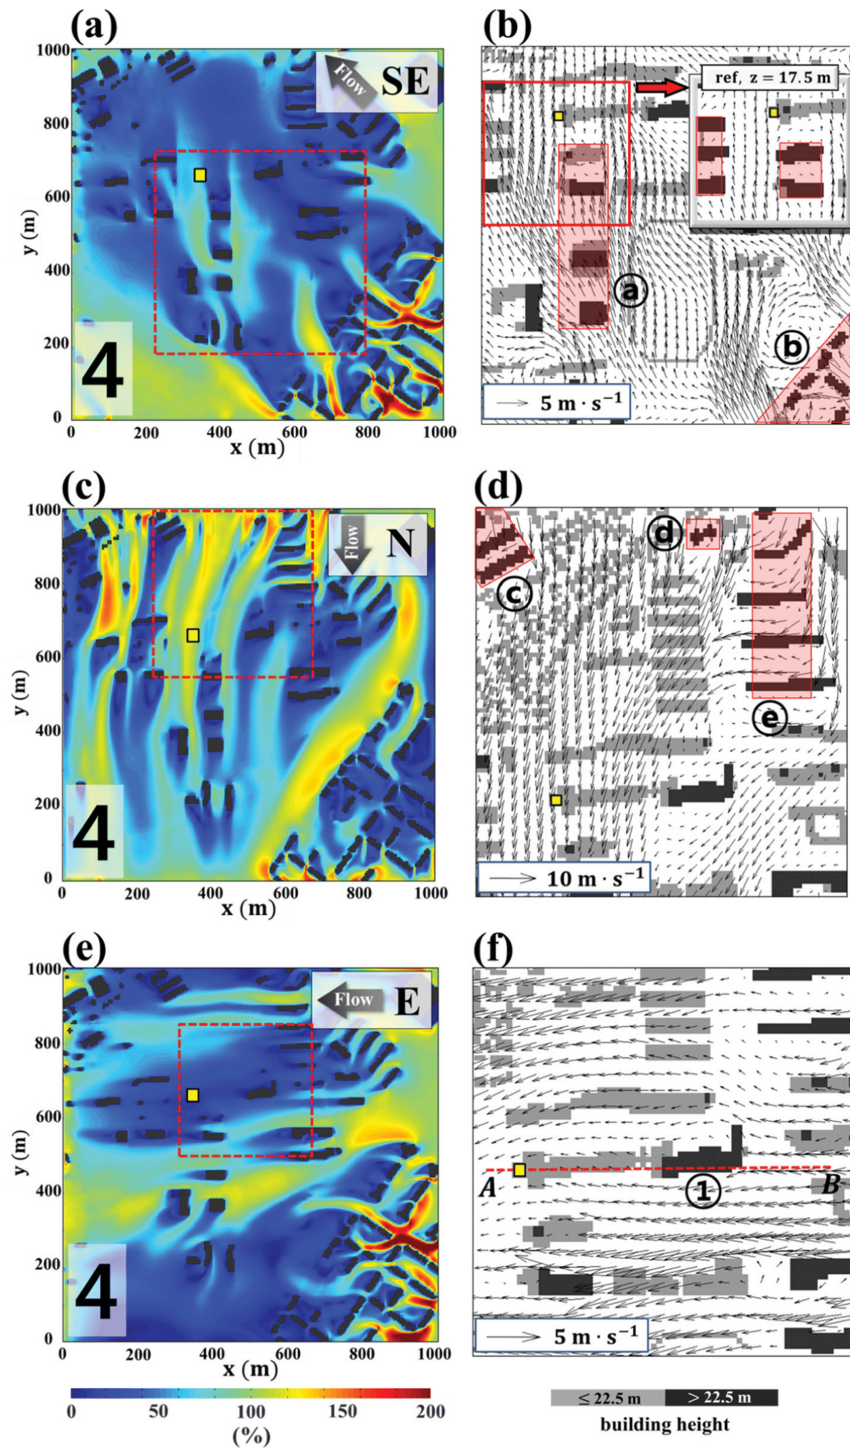 (a)
1000
800
600
400
200
0
y (m)
Flow SE
4
0 200 400 600 800 1000
x (m)
(b)
ref, z = 17.5 m
ⓐ
ⓑ
5 m · s⁻¹
(c)
1000
800
600
400
200
0
y (m)
Flow N
4
0 200 400 600 800 1000
x (m)
(d)
ⓒ
ⓓ
ⓔ
10 m · s⁻¹
(e)
1000
800
600
400
200
0
y (m)
Flow E
4
0 200 400 600 800 1000
x (m)
(f)
A ① B
5 m · s⁻¹
0 50 100 150 200
(%)
≤ 22.5 m > 22.5 m
building height